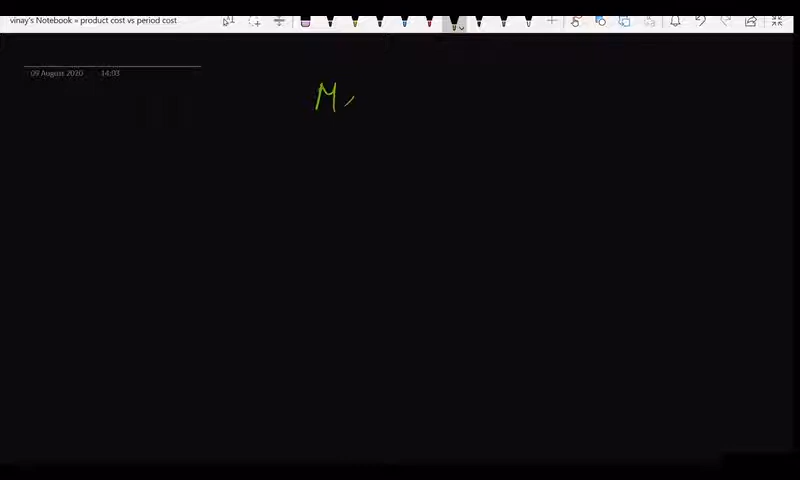 vinay's Notebook » product cost vs period cost
09 August 2020 14:03
M